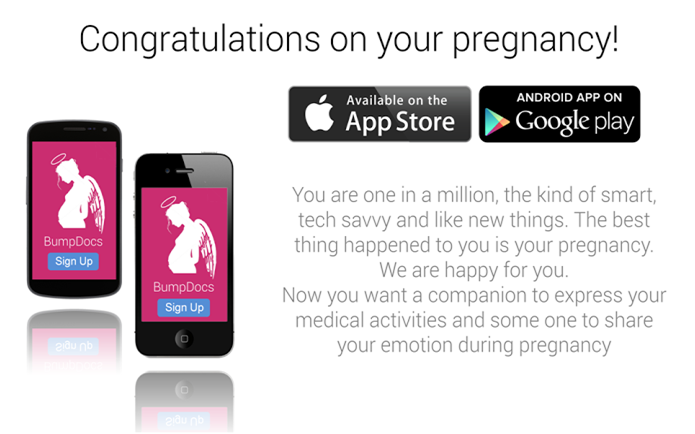 Congratulations on your pregnancy!
Available on the
App Store
ANDROID APP ON
Google play
BumpDocs
Sign Up
BumpDocs
Sign Up
You are one in a million, the kind of smart,
tech savvy and like new things. The best
thing happened to you is your pregnancy.
We are happy for you.
Now you want a companion to express your
medical activities and some one to share
your emotion during pregnancy